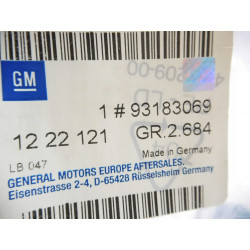 GM
1 # 93183069
12 22 121 GR.2.684
Made in Germany
LB 047
GENERAL MOTORS EUROPE AFTERSALES.
Eisenstrasse 2-4, D-65428 Rüsselsheim Germany